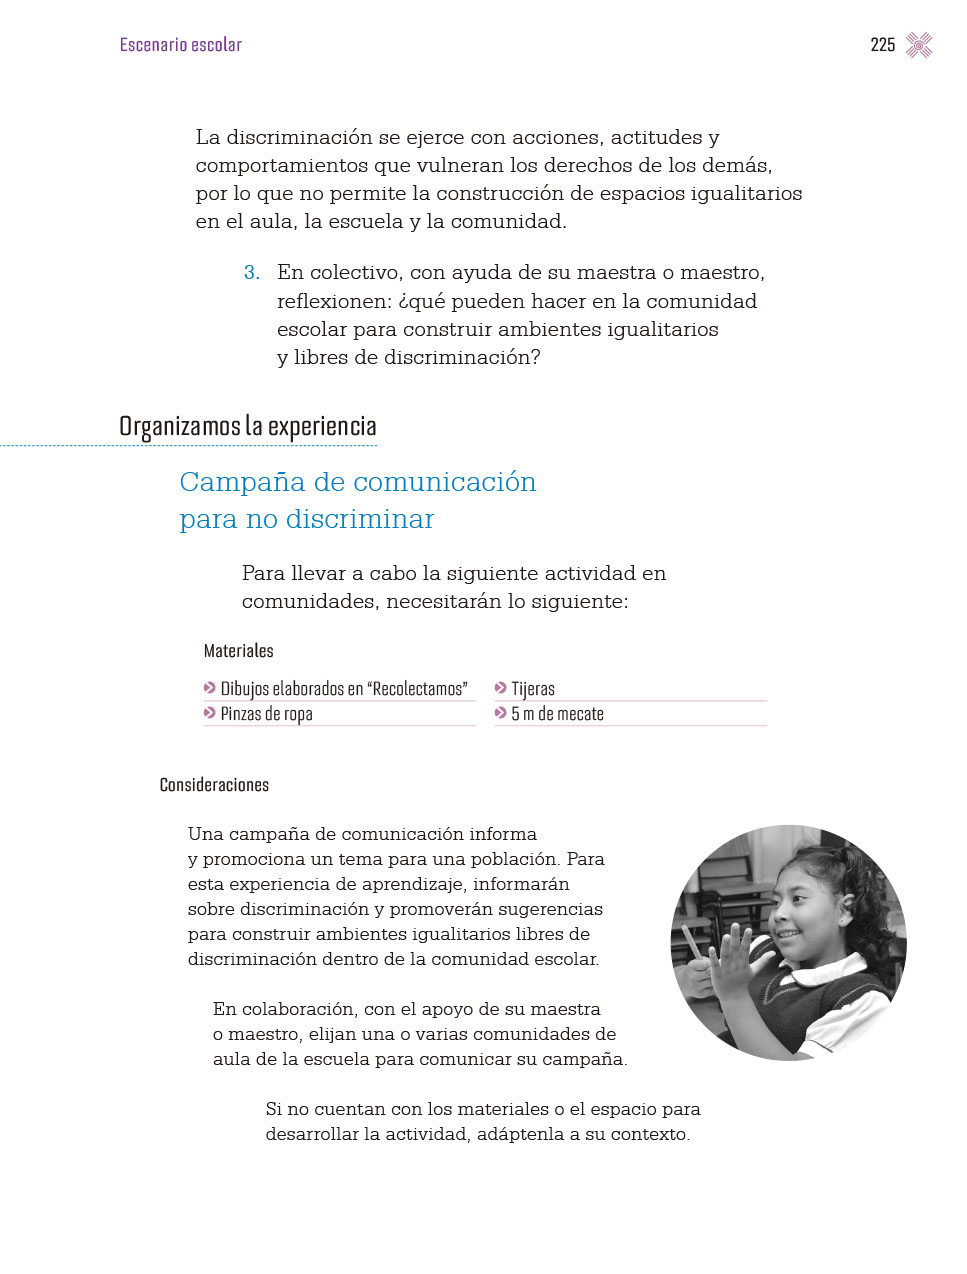 Escenario escolar
225
La discriminación se ejerce con acciones, actitudes y
comportamientos que vulneran los derechos de los demás,
por lo que no permite la construcción de espacios igualitarios
en el aula, la escuela y la comunidad.
3. En colectivo, con ayuda de su maestra o maestro,
reflexionen: ¿qué pueden hacer en la comunidad
escolar para construir ambientes igualitarios
y libres de discriminación?
Organizamos la experiencia
Campaña de comunicación
para no discriminar
Para llevar a cabo la siguiente actividad en
comunidades, necesitarán lo siguiente:
Materiales
Dibujos elaborados en “Recolectamos”
Pinzas de ropa
Tijeras
5 m de mecate
Consideraciones
Una campaña de comunicación informa
y promociona un tema para una población. Para
esta experiencia de aprendizaje, informarán
sobre discriminación y promoverán sugerencias
para construir ambientes igualitarios libres de
discriminación dentro de la comunidad escolar.
En colaboración, con el apoyo de su maestra
o maestro, elijan una o varias comunidades de
aula de la escuela para comunicar su campaña.
Si no cuentan con los materiales o el espacio para
desarrollar la actividad, adáptenla a su contexto.